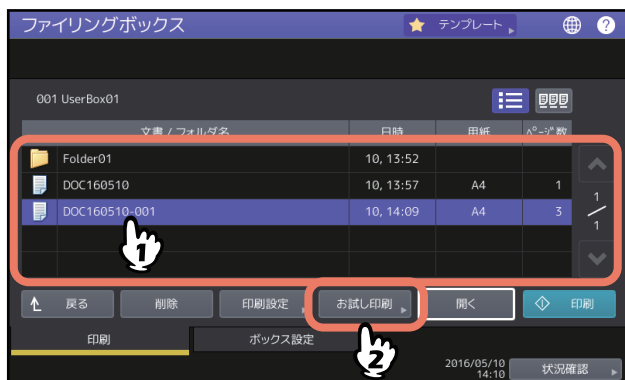 ファイリングボックス
テンプレート
?
001 UserBox01
文書 / フォルダ名 日時 用紙 ページ数
Folder01 10, 13:52
DOC160510 10, 13:57 A4 1
DOC160510-001 10, 14:09 A4 3
1
1
1
戻る 削除 印刷設定 お試し印刷 開く 印刷
印刷 ボックス設定
2
2016/05/10
14:10
状況確認